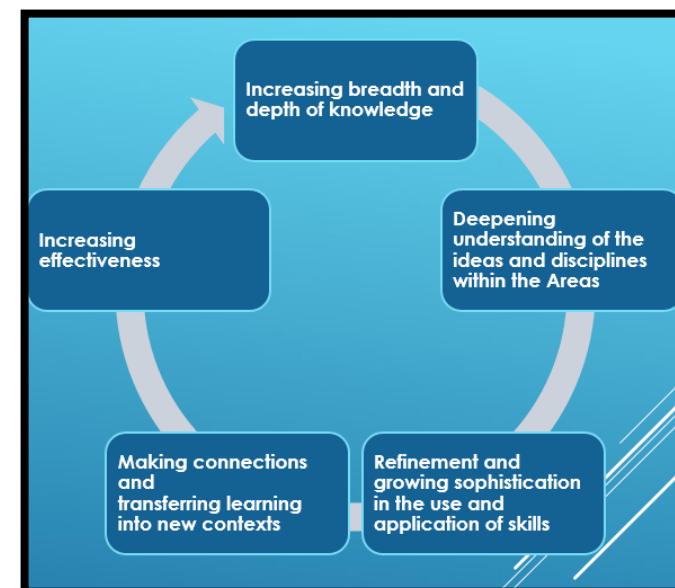 Increasing breadth and
depth of knowledge
Deepening
understanding of the
ideas and disciplines
within the Areas
Refinement and
growing sophistication
in the use and
application of skills
Making connections
and
transferring learning
into new contexts
Increasing
effectiveness